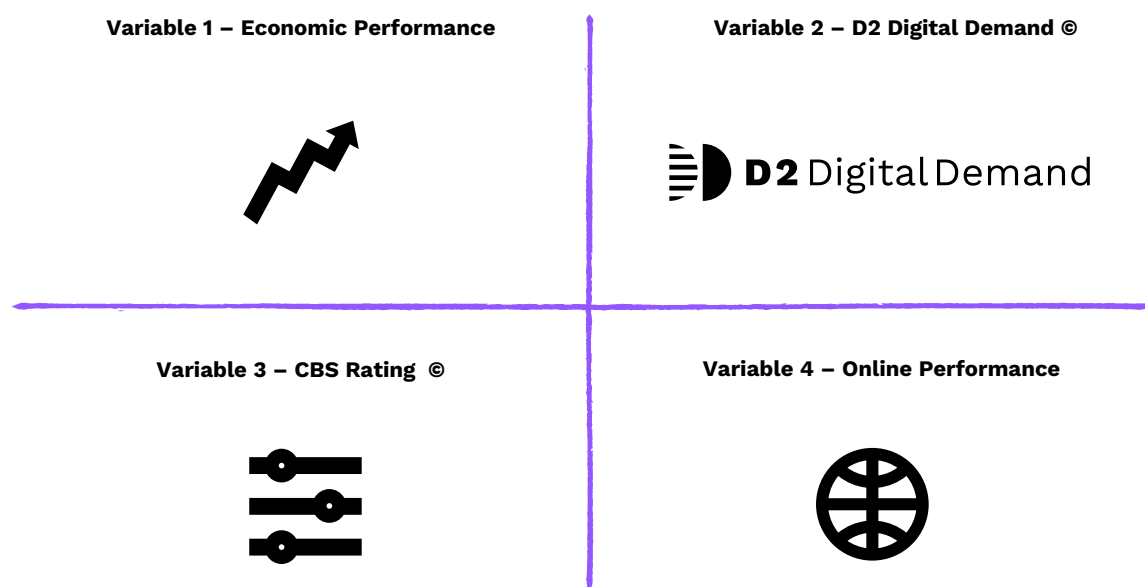 Variable 1 – Economic Performance
Variable 2 – D2 Digital Demand ©
D2 Digital Demand
Variable 3 – CBS Rating ©
Variable 4 – Online Performance